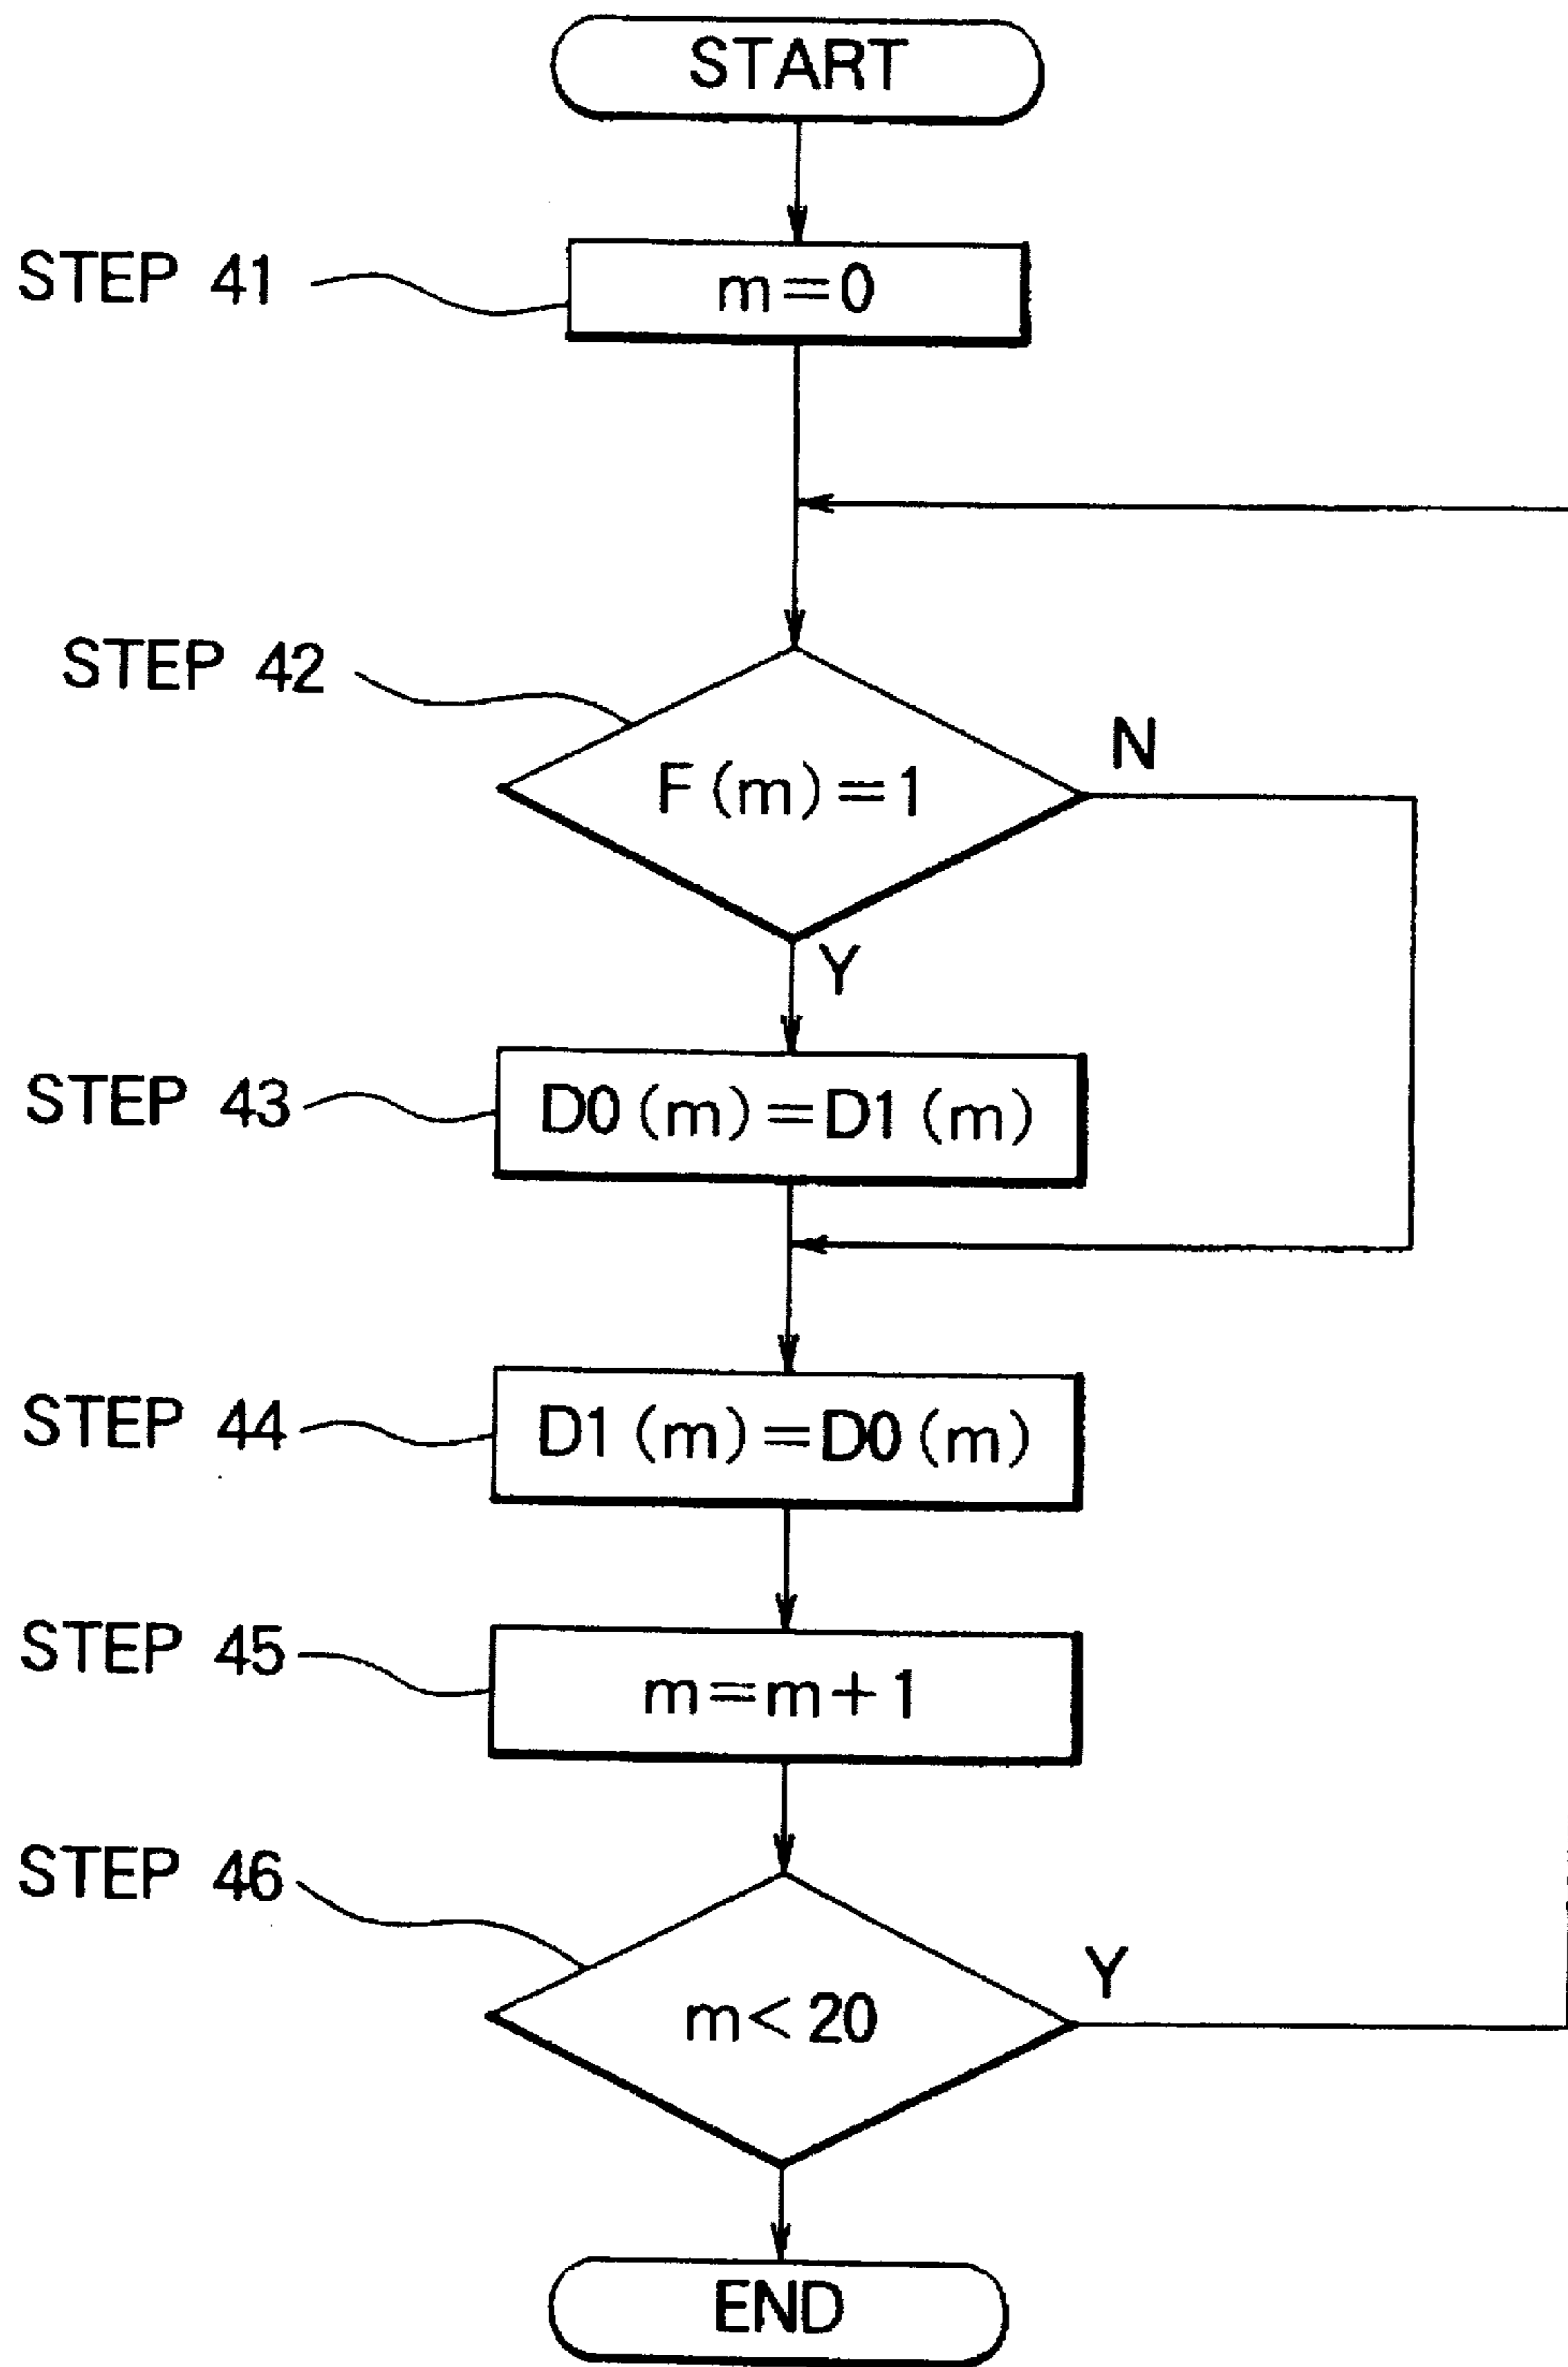 START
STEP 41
m=0
STEP 42
F(m)=1
N
Y
STEP 43
D0(m)=D1(m)
STEP 44
D1(m)=D0(m)
STEP 45
m=m+1
STEP 46
m<20
Y
END